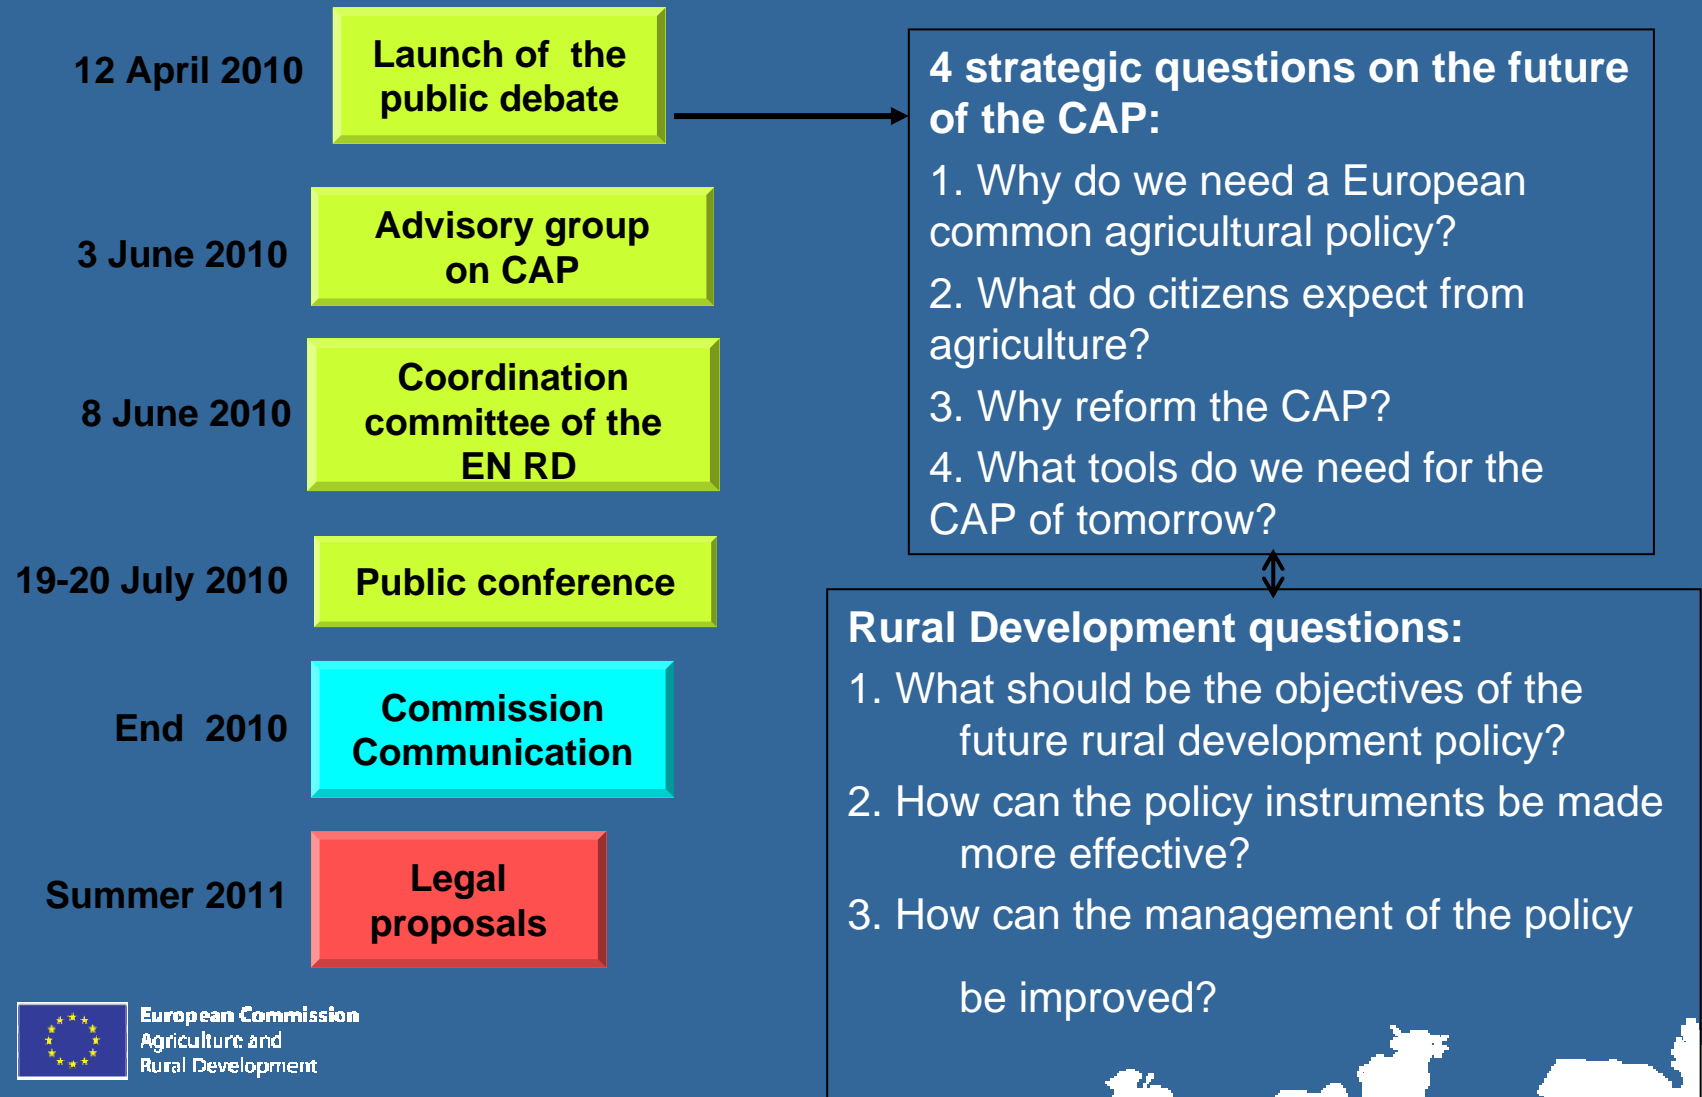 12 April 2010
Launch of the
public debate
3 June 2010
Advisory group
on CAP
8 June 2010
Coordination
committee of the
EN RD
19-20 July 2010
Public conference
End 2010
Commission
Communication
Summer 2011
Legal
proposals
4 strategic questions on the future
of the CAP:
1. Why do we need a European
common agricultural policy?
2. What do citizens expect from
agriculture?
3. Why reform the CAP?
4. What tools do we need for the
CAP of tomorrow?
Rural Development questions:
1. What should be the objectives of the
future rural development policy?
2. How can the policy instruments be made
more effective?
3. How can the management of the policy
be improved?
European Commission
Agriculture and
Rural Development